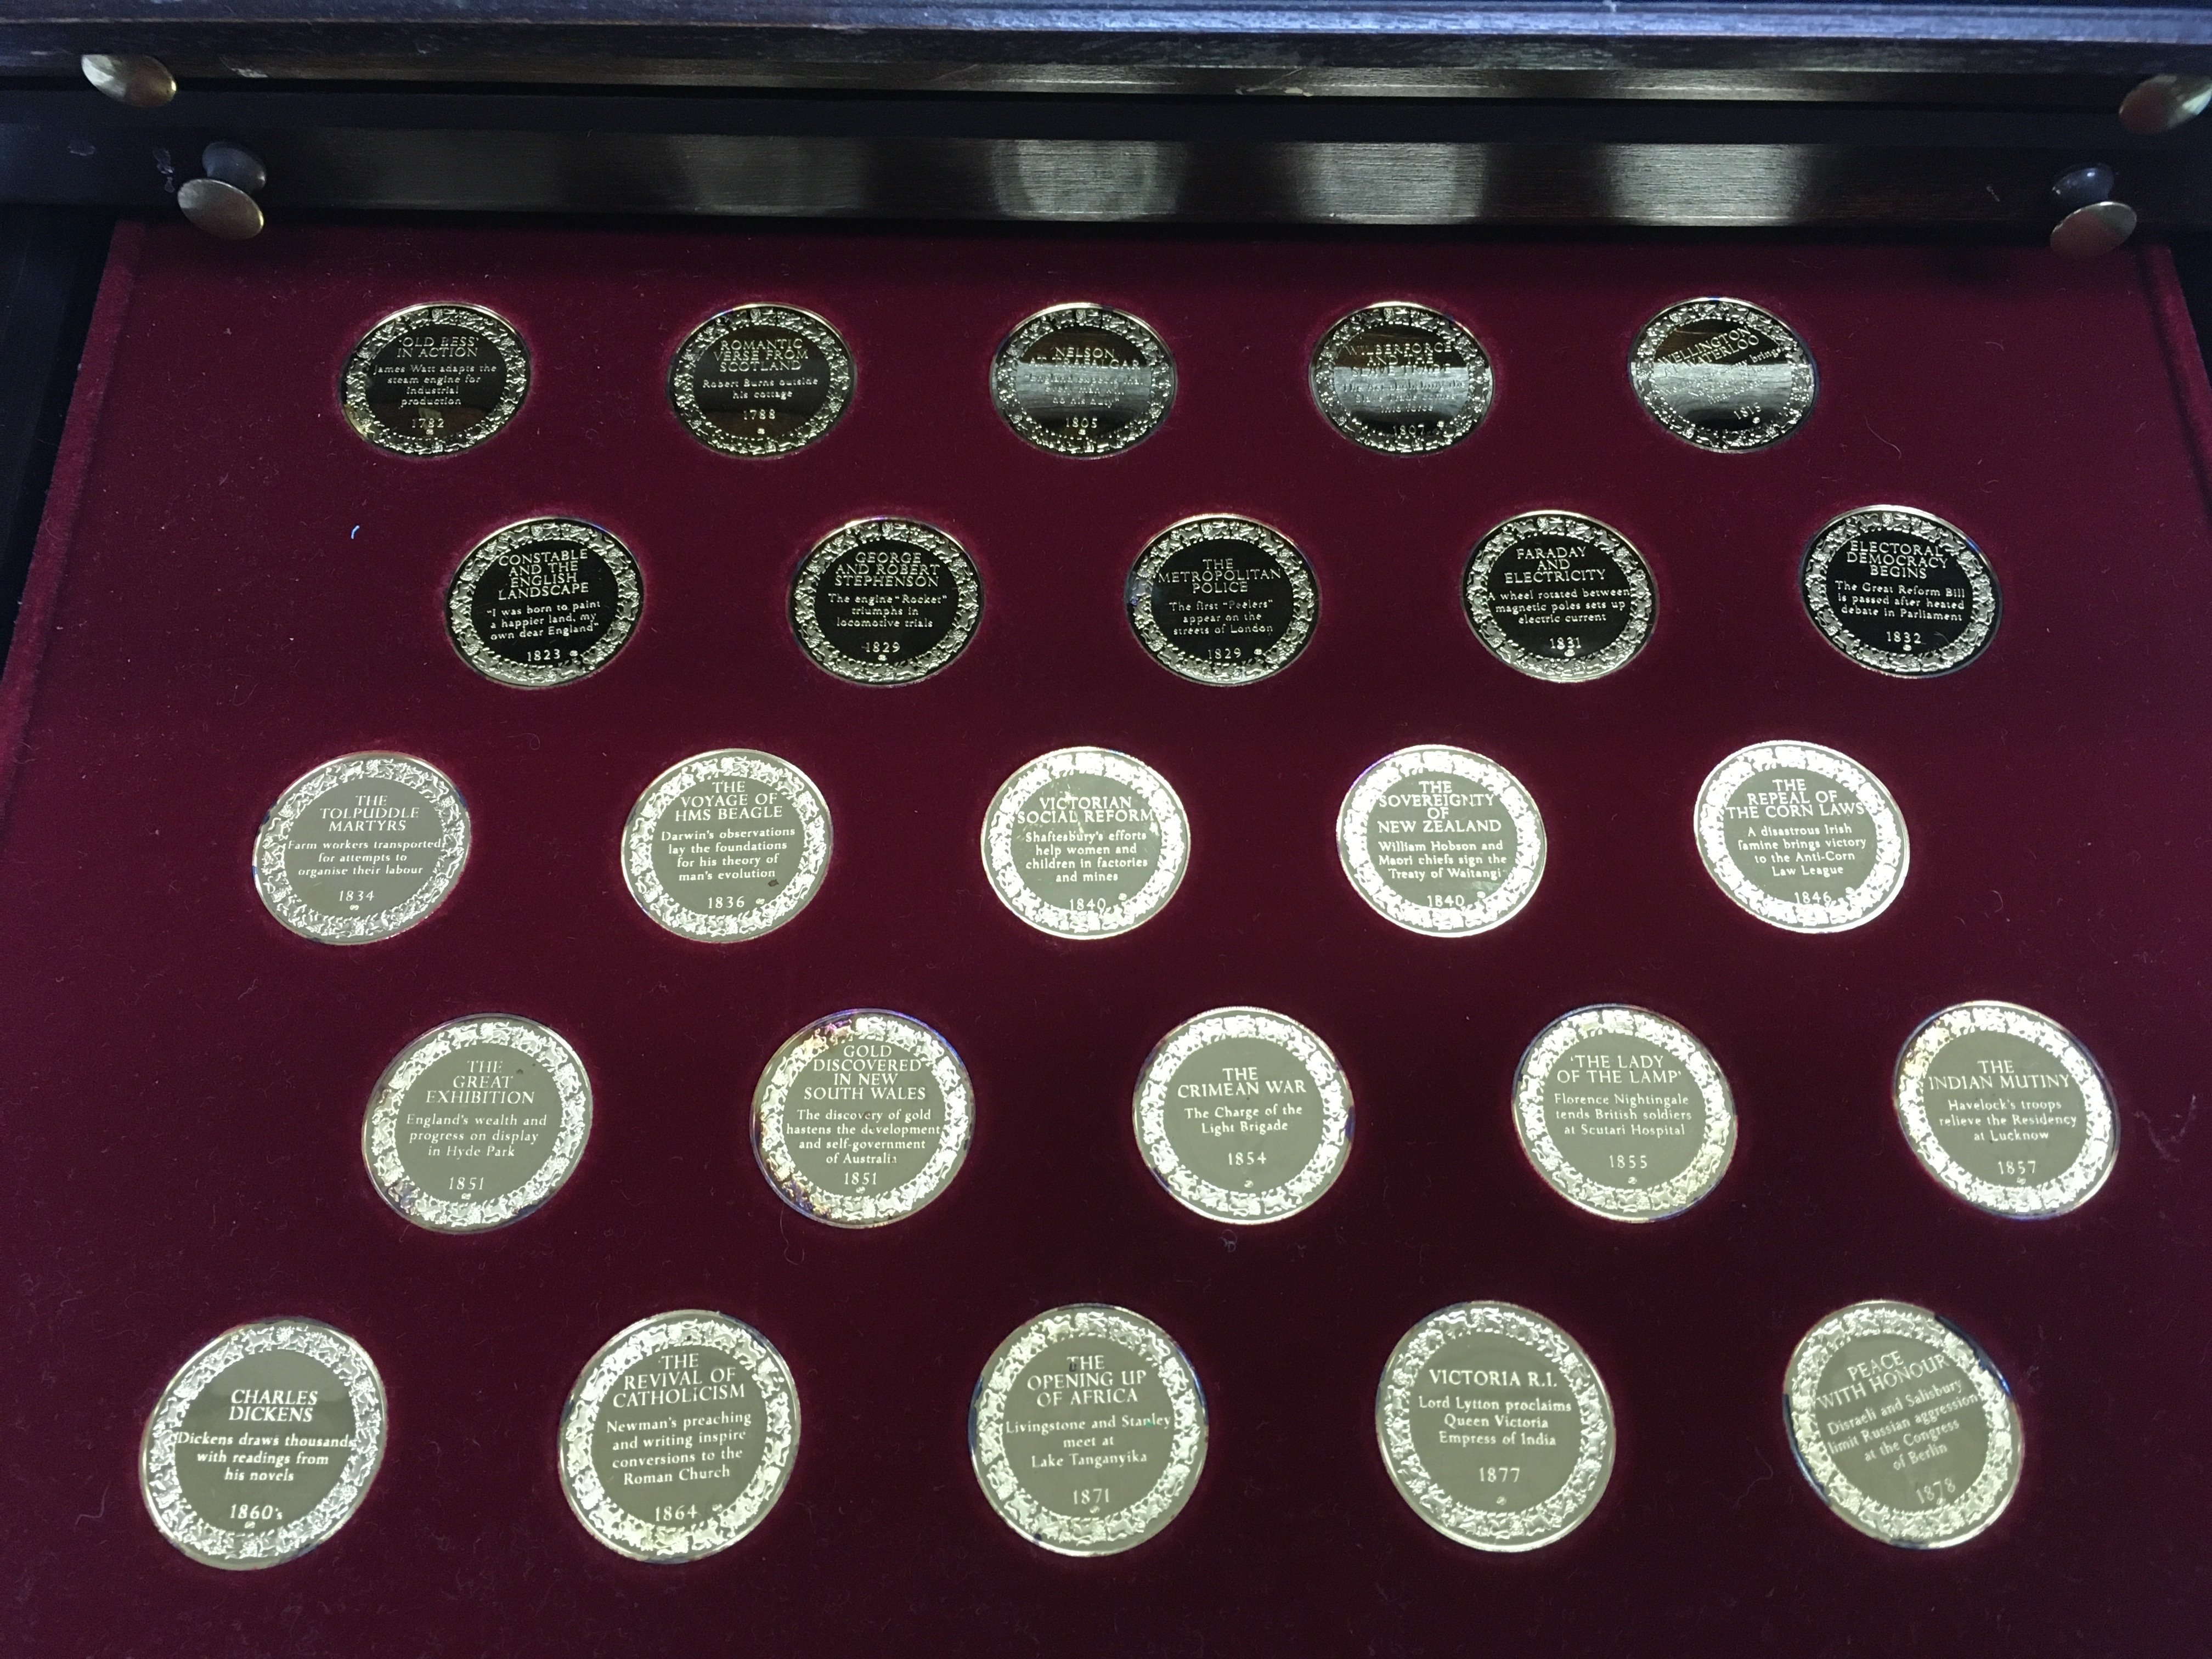 'OLD BESS'
IN ACTION
James Watt adapts the
steam engine for
industrial
production
1782
ROMANTIC
VERSE FROM
SCOTLAND
Robert Burns outside
his cottage
1788
NELSON
TRAFALGAR
1805
WILBERFORCE
AND THE
SLAVE TRADE
1807
WELLINGTON
WATERLOO
brings
1815
CONSTABLE
AND THE
ENGLISH
LANDSCAPE
"I was born to paint
a happier land, my
own dear England"
1823
GEORGE
AND ROBERT
STEPHENSON
The engine "Rocket"
triumphs in
locomotive trials
1829
THE
METROPOLITAN
POLICE
The first "Peelers"
appear on the
streets of London
1829
FARADAY
AND
ELECTRICITY
A wheel rotated between
magnetic poles sets up
electric current
1831
ELECTORAL
DEMOCRACY
BEGINS
The Great Reform Bill
is passed after heated
debate in Parliament
1832
THE
TOLPUDDLE
MARTYRS
Farm workers transported
for attempts to
organise their labour
1834
THE
VOYAGE OF
HMS BEAGLE
Darwin's observations
lay the foundations
for his theory of
man's evolution
1836
VICTORIAN
SOCIAL REFORM
Shaftesbury's efforts
help women and
children in factories
and mines
1840
THE
SOVEREIGNTY
OF
NEW ZEALAND
William Hobson and
Maori chiefs sign the
Treaty of Waitangi
1840
THE
REPEAL OF
THE CORN LAWS
A disastrous Irish
famine brings victory
to the Anti-Corn
Law League
1846
THE
GREAT
EXHIBITION
England's wealth and
progress on display
in Hyde Park
1851
GOLD
DISCOVERED
IN NEW
SOUTH WALES
The discovery of gold
hastens the development
and self-government
of Australia
1851
THE
CRIMEAN WAR
The Charge of the
Light Brigade
1854
'THE LADY
OF THE LAMP'
Florence Nightingale
tends British soldiers
at Scutari Hospital
1855
THE
INDIAN MUTINY
Havelock's troops
relieve the Residency
at Lucknow
1857
CHARLES
DICKENS
Dickens draws thousands
with readings from
his novels
1860's
THE
REVIVAL OF
CATHOLICISM
Newman's preaching
and writing inspire
conversions to the
Roman Church
1864
THE
OPENING UP
OF AFRICA
Livingstone and Stanley
meet at
Lake Tanganyika
1871
VICTORIA R.I.
Lord Lytton proclaims
Queen Victoria
Empress of India
1877
PEACE
WITH HONOUR
Disraeli and Salisbury
limit Russian aggression
at the Congress
of Berlin
1878